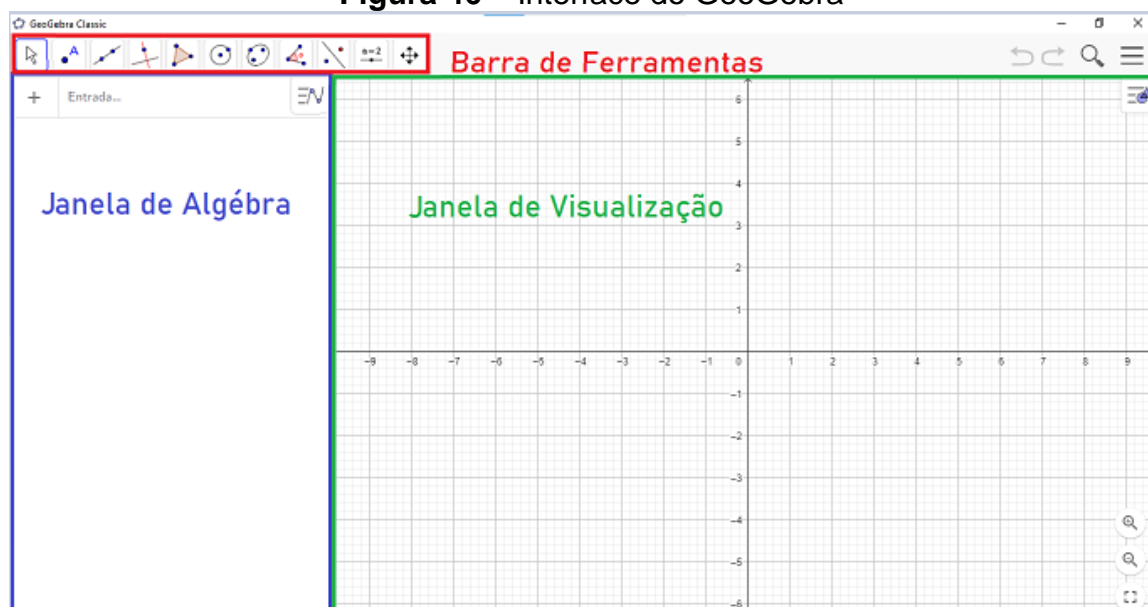 GeoGebra Classic
A
a=2
Barra de Ferramentas
+ Entrada...
Janela de Algébra
Janela de Visualização
6
5
4
3
2
1
-9 -8 -7 -6 -5 -4 -3 -2 -1 0 1 2 3 4 5 6 7 8 9
-1
-2
-3
-4
-5
-6